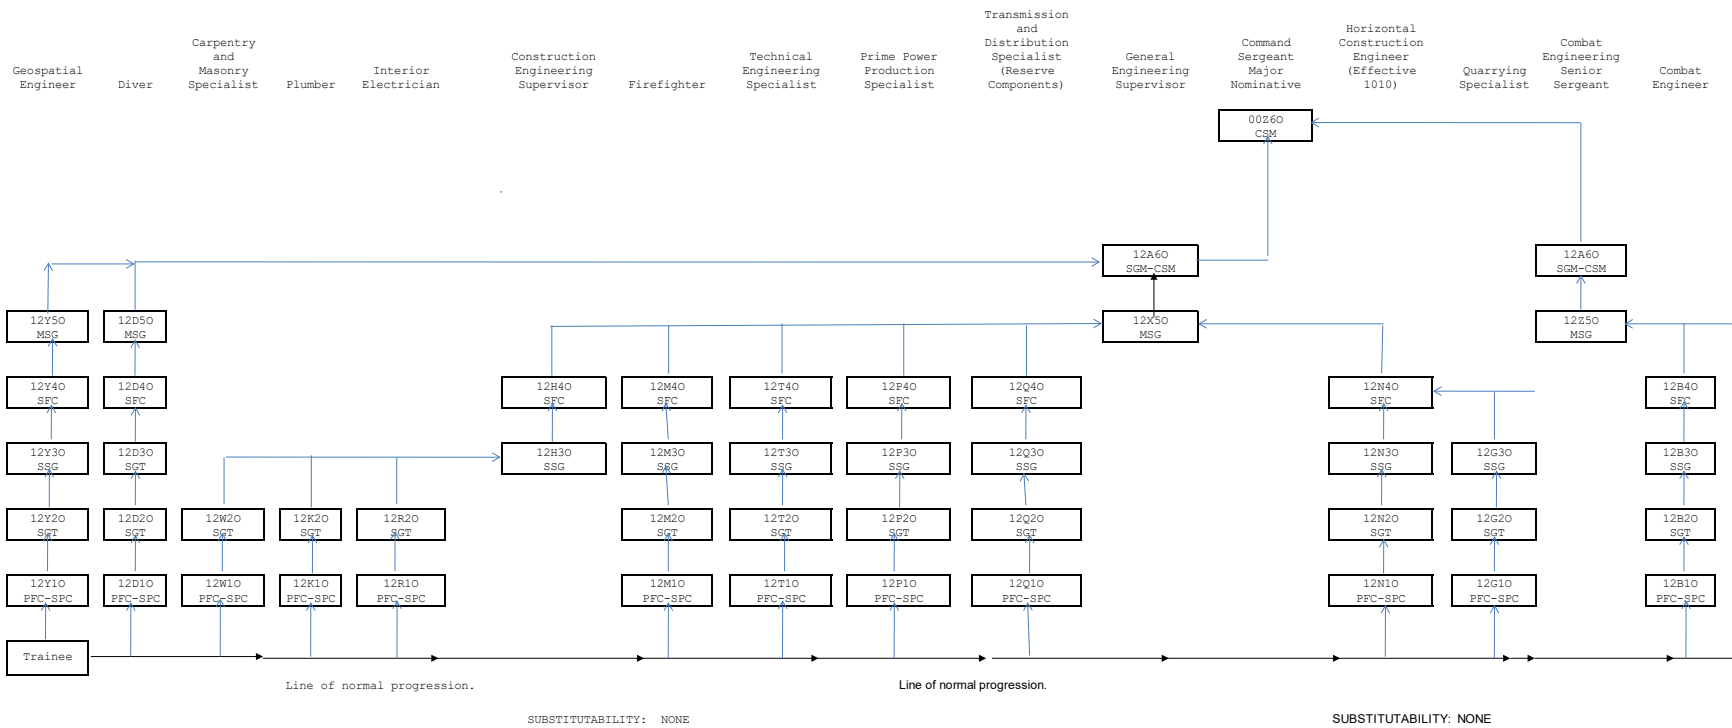 Geospatial
Engineer
Diver
Carpentry
and
Masonry
Specialist
Plumber
Interior
Electrician
Construction
Engineering
Supervisor
Firefighter
Technical
Engineering
Specialist
Prime Power
Production
Specialist
Transmission
and
Distribution
Specialist
(Reserve
Components)
General
Engineering
Supervisor
Command
Sergeant
Major
Nominative
Horizontal
Construction
Engineer
(Effective
1010)
Quarrying
Specialist
Combat
Engineering
Senior
Sergeant
Combat
Engineer
00Z6O
CSM
12A6O
SGM-CSM
12A6O
SGM-CSM
12Y5O
MSG
12D5O
MSG
12X5O
MSG
12Z5O
MSG
12Y4O
SFC
12D4O
SFC
12H4O
SFC
12M4O
SFC
12T4O
SFC
12P4O
SFC
12Q4O
SFC
12N4O
SFC
12B4O
SFC
12Y3O
SSG
12D3O
SGT
12H3O
SSG
12M3O
SSG
12T3O
SSG
12P3O
SSG
12Q3O
SSG
12N3O
SSG
12G3O
SSG
12B3O
SSG
12Y2O
SGT
12D2O
SGT
12W2O
SGT
12K2O
SGT
12R2O
SGT
12M2O
SGT
12T2O
SGT
12P2O
SGT
12Q2O
SGT
12N2O
SGT
12G2O
SGT
12B2O
SGT
12Y1O
PFC-SPC
12D1O
PFC-SPC
12W1O
PFC-SPC
12K1O
PFC-SPC
12R1O
PFC-SPC
12M1O
PFC-SPC
12T1O
PFC-SPC
12P1O
PFC-SPC
12Q1O
PFC-SPC
12N1O
PFC-SPC
12G1O
PFC-SPC
12B1O
PFC-SPC
Trainee
Line of normal progression.
Line of normal progression.
SUBSTITUTABILITY: NONE
SUBSTITUTABILITY: NONE